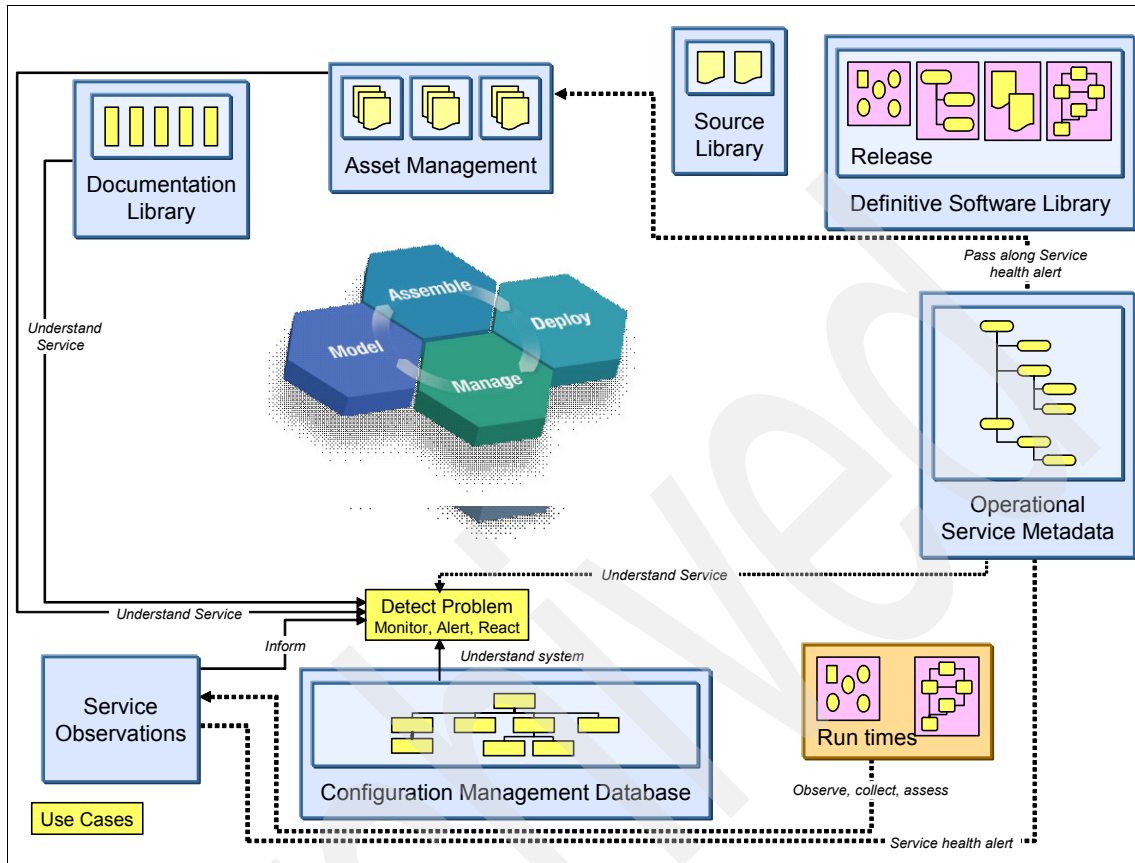 Documentation
Library
Asset Management
Source
Library
Release
Definitive Software Library
Pass along Service
health alert
Understand
Service
Assemble
Deploy
Model
Manage
Operational
Service Metadata
Understand Service
Understand Service
Detect Problem
Monitor, Alert, React
Inform
Understand system
Service
Observations
Configuration Management Database
Run times
Observe, collect, assess
Use Cases
Service health alert